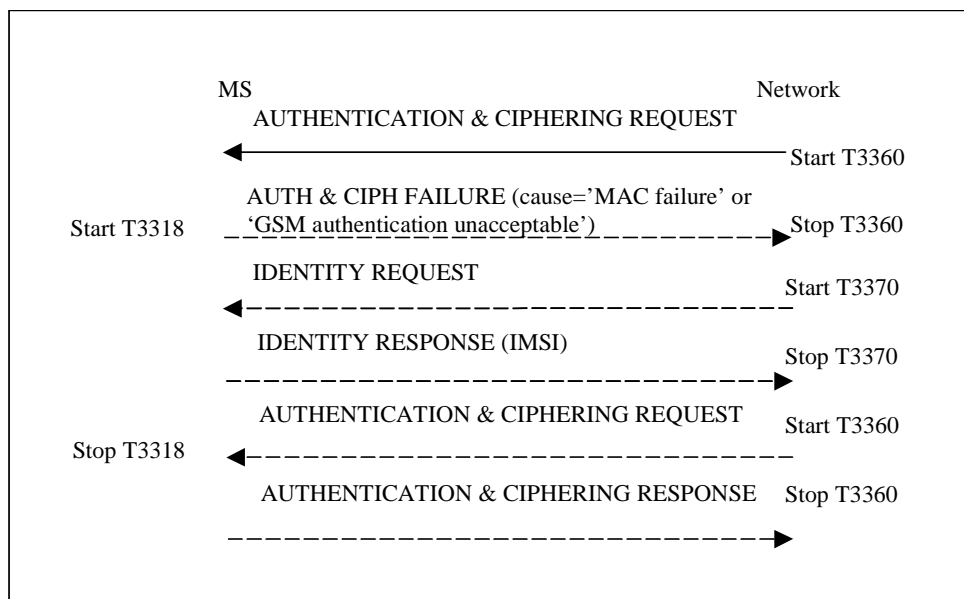 MS
Network
AUTHENTICATION & CIPHERING REQUEST
Start T3360
AUTH & CIPH FAILURE (cause='MAC failure' or
‘GSM authentication unacceptable’)
Start T3318
Stop T3360
IDENTITY REQUEST
Start T3370
IDENTITY RESPONSE (IMSI)
Stop T3370
AUTHENTICATION & CIPHERING REQUEST
Start T3360
Stop T3318
AUTHENTICATION & CIPHERING RESPONSE
Stop T3360